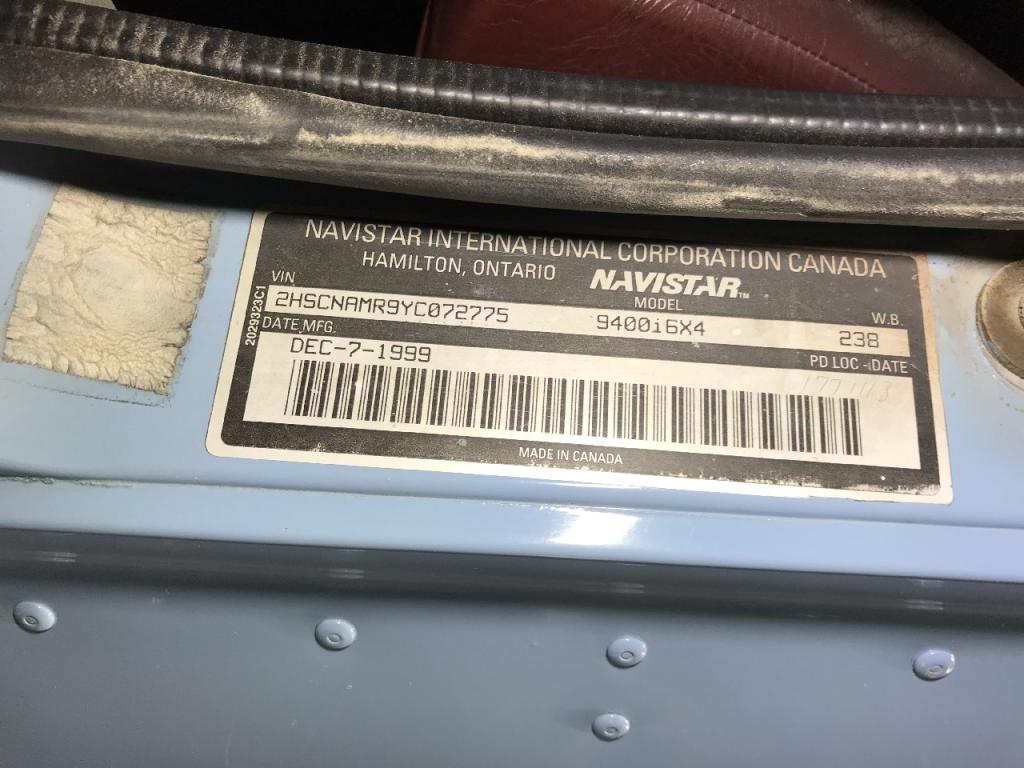 NAVISTAR INTERNATIONAL CORPORATION CANADA
HAMILTON, ONTARIO NAVISTAR™
VIN MODEL W.B.
2HSCNAMR9YC072775 9400i6X4 238
DATE MFG. PD LOC - DATE
DEC-7-1999
MADE IN CANADA
2029323C1